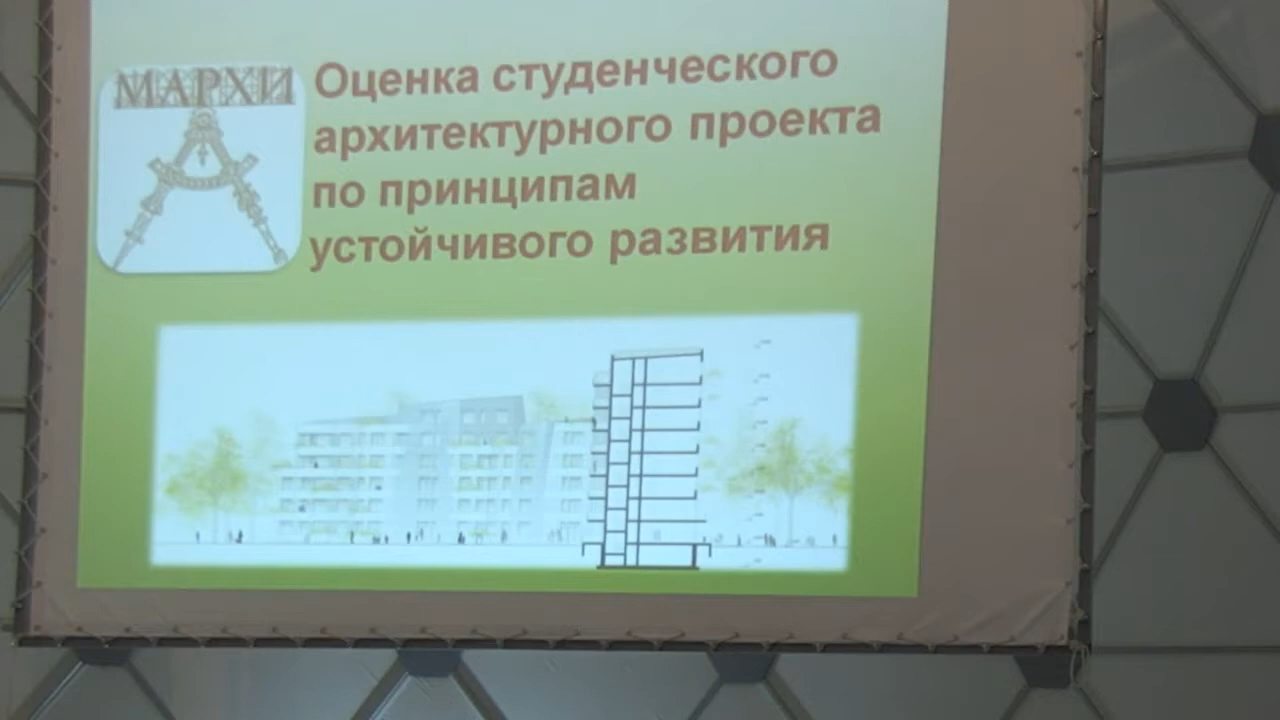 МАРХИ
Оценка студенческого
архитектурного проекта
по принципам
устойчивого развития